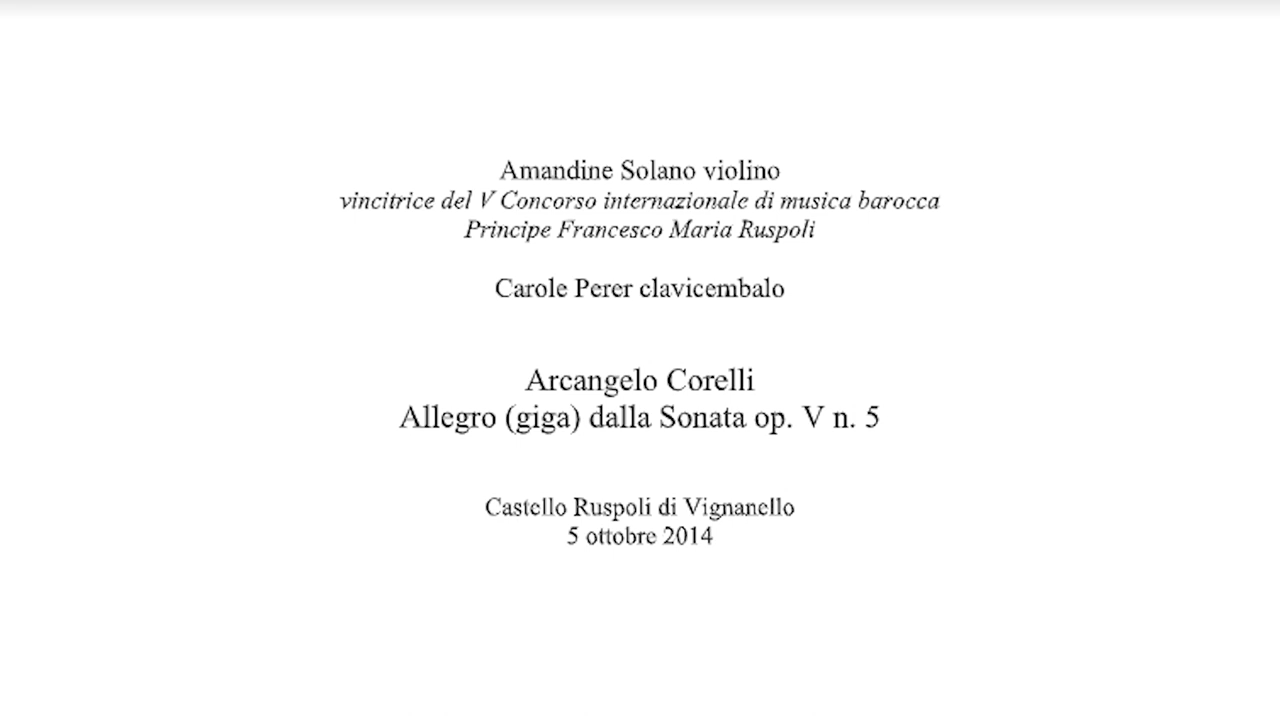 Amandine Solano violino
vincitrice del V Concorso internazionale di musica barocca
Principe Francesco Maria Ruspoli
Carole Perer clavicembalo
Arcangelo Corelli
Allegro (giga) dalla Sonata op. V n. 5
Castello Ruspoli di Vignanello
5 ottobre 2014